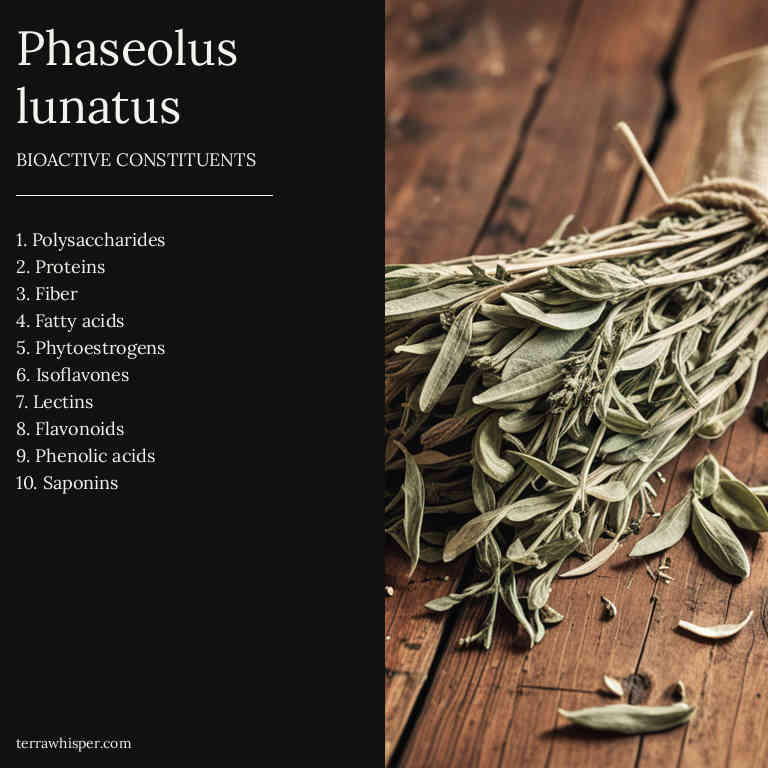 Phaseolus
lunatus
BIOACTIVE CONSTITUENTS
1. Polysaccharides
2. Proteins
3. Fiber
4. Fatty acids
5. Phytoestrogens
6. Isoflavones
7. Lectins
8. Flavonoids
9. Phenolic acids
10. Saponins
terrawhisper.com